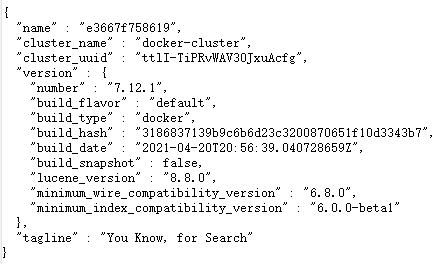 {
  "name" : "e3667f758619",
  "cluster_name" : "docker-cluster",
  "cluster_uuid" : "ttlI-TiPRvWAV30JxuAcfg",
  "version" : {
    "number" : "7.12.1",
    "build_flavor" : "default",
    "build_type" : "docker",
    "build_hash" : "3186837139b9c6b6d23c3200870651f10d3343b7",
    "build_date" : "2021-04-20T20:56:39.040728659Z",
    "build_snapshot" : false,
    "lucene_version" : "8.8.0",
    "minimum_wire_compatibility_version" : "6.8.0",
    "minimum_index_compatibility_version" : "6.0.0-beta1"
  },
  "tagline" : "You Know, for Search"
}